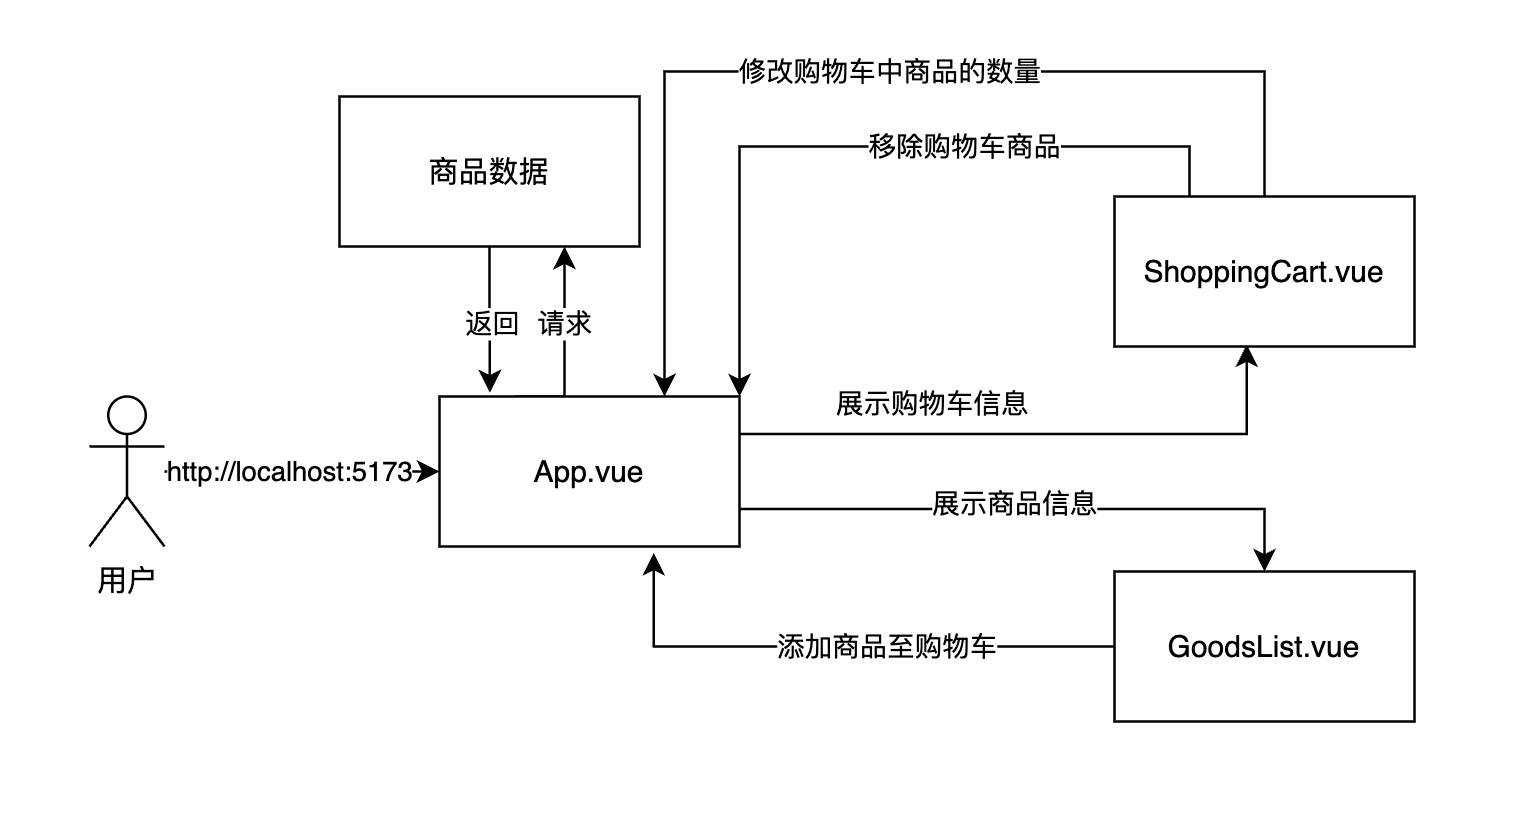 修改购物车中商品的数量
移除购物车商品
商品数据
ShoppingCart.vue
返回
请求
展示购物车信息
http://localhost:5173
App.vue
展示商品信息
用户
添加商品至购物车
GoodsList.vue